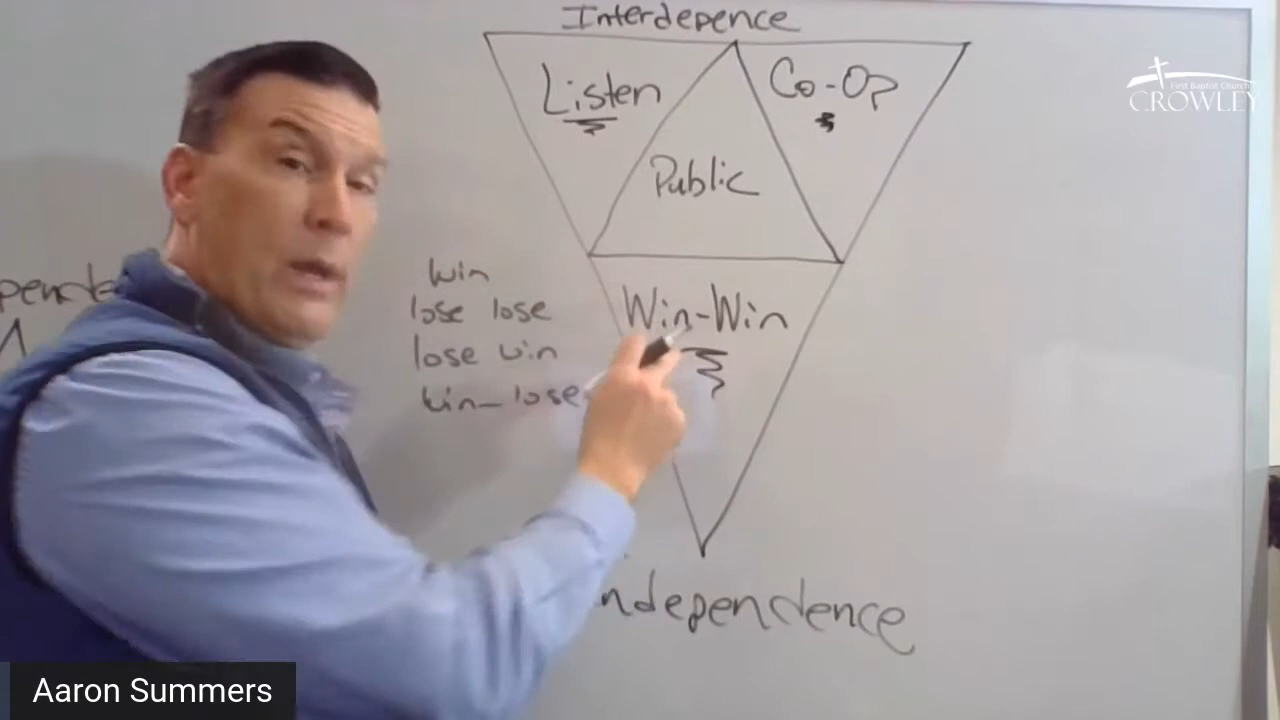 Interdepence
Listen
Co-Op
Public
win
lose lose
lose win
win-lose
Win-Win
ndependence
First Baptist Church
CROWLEY
Aaron Summers